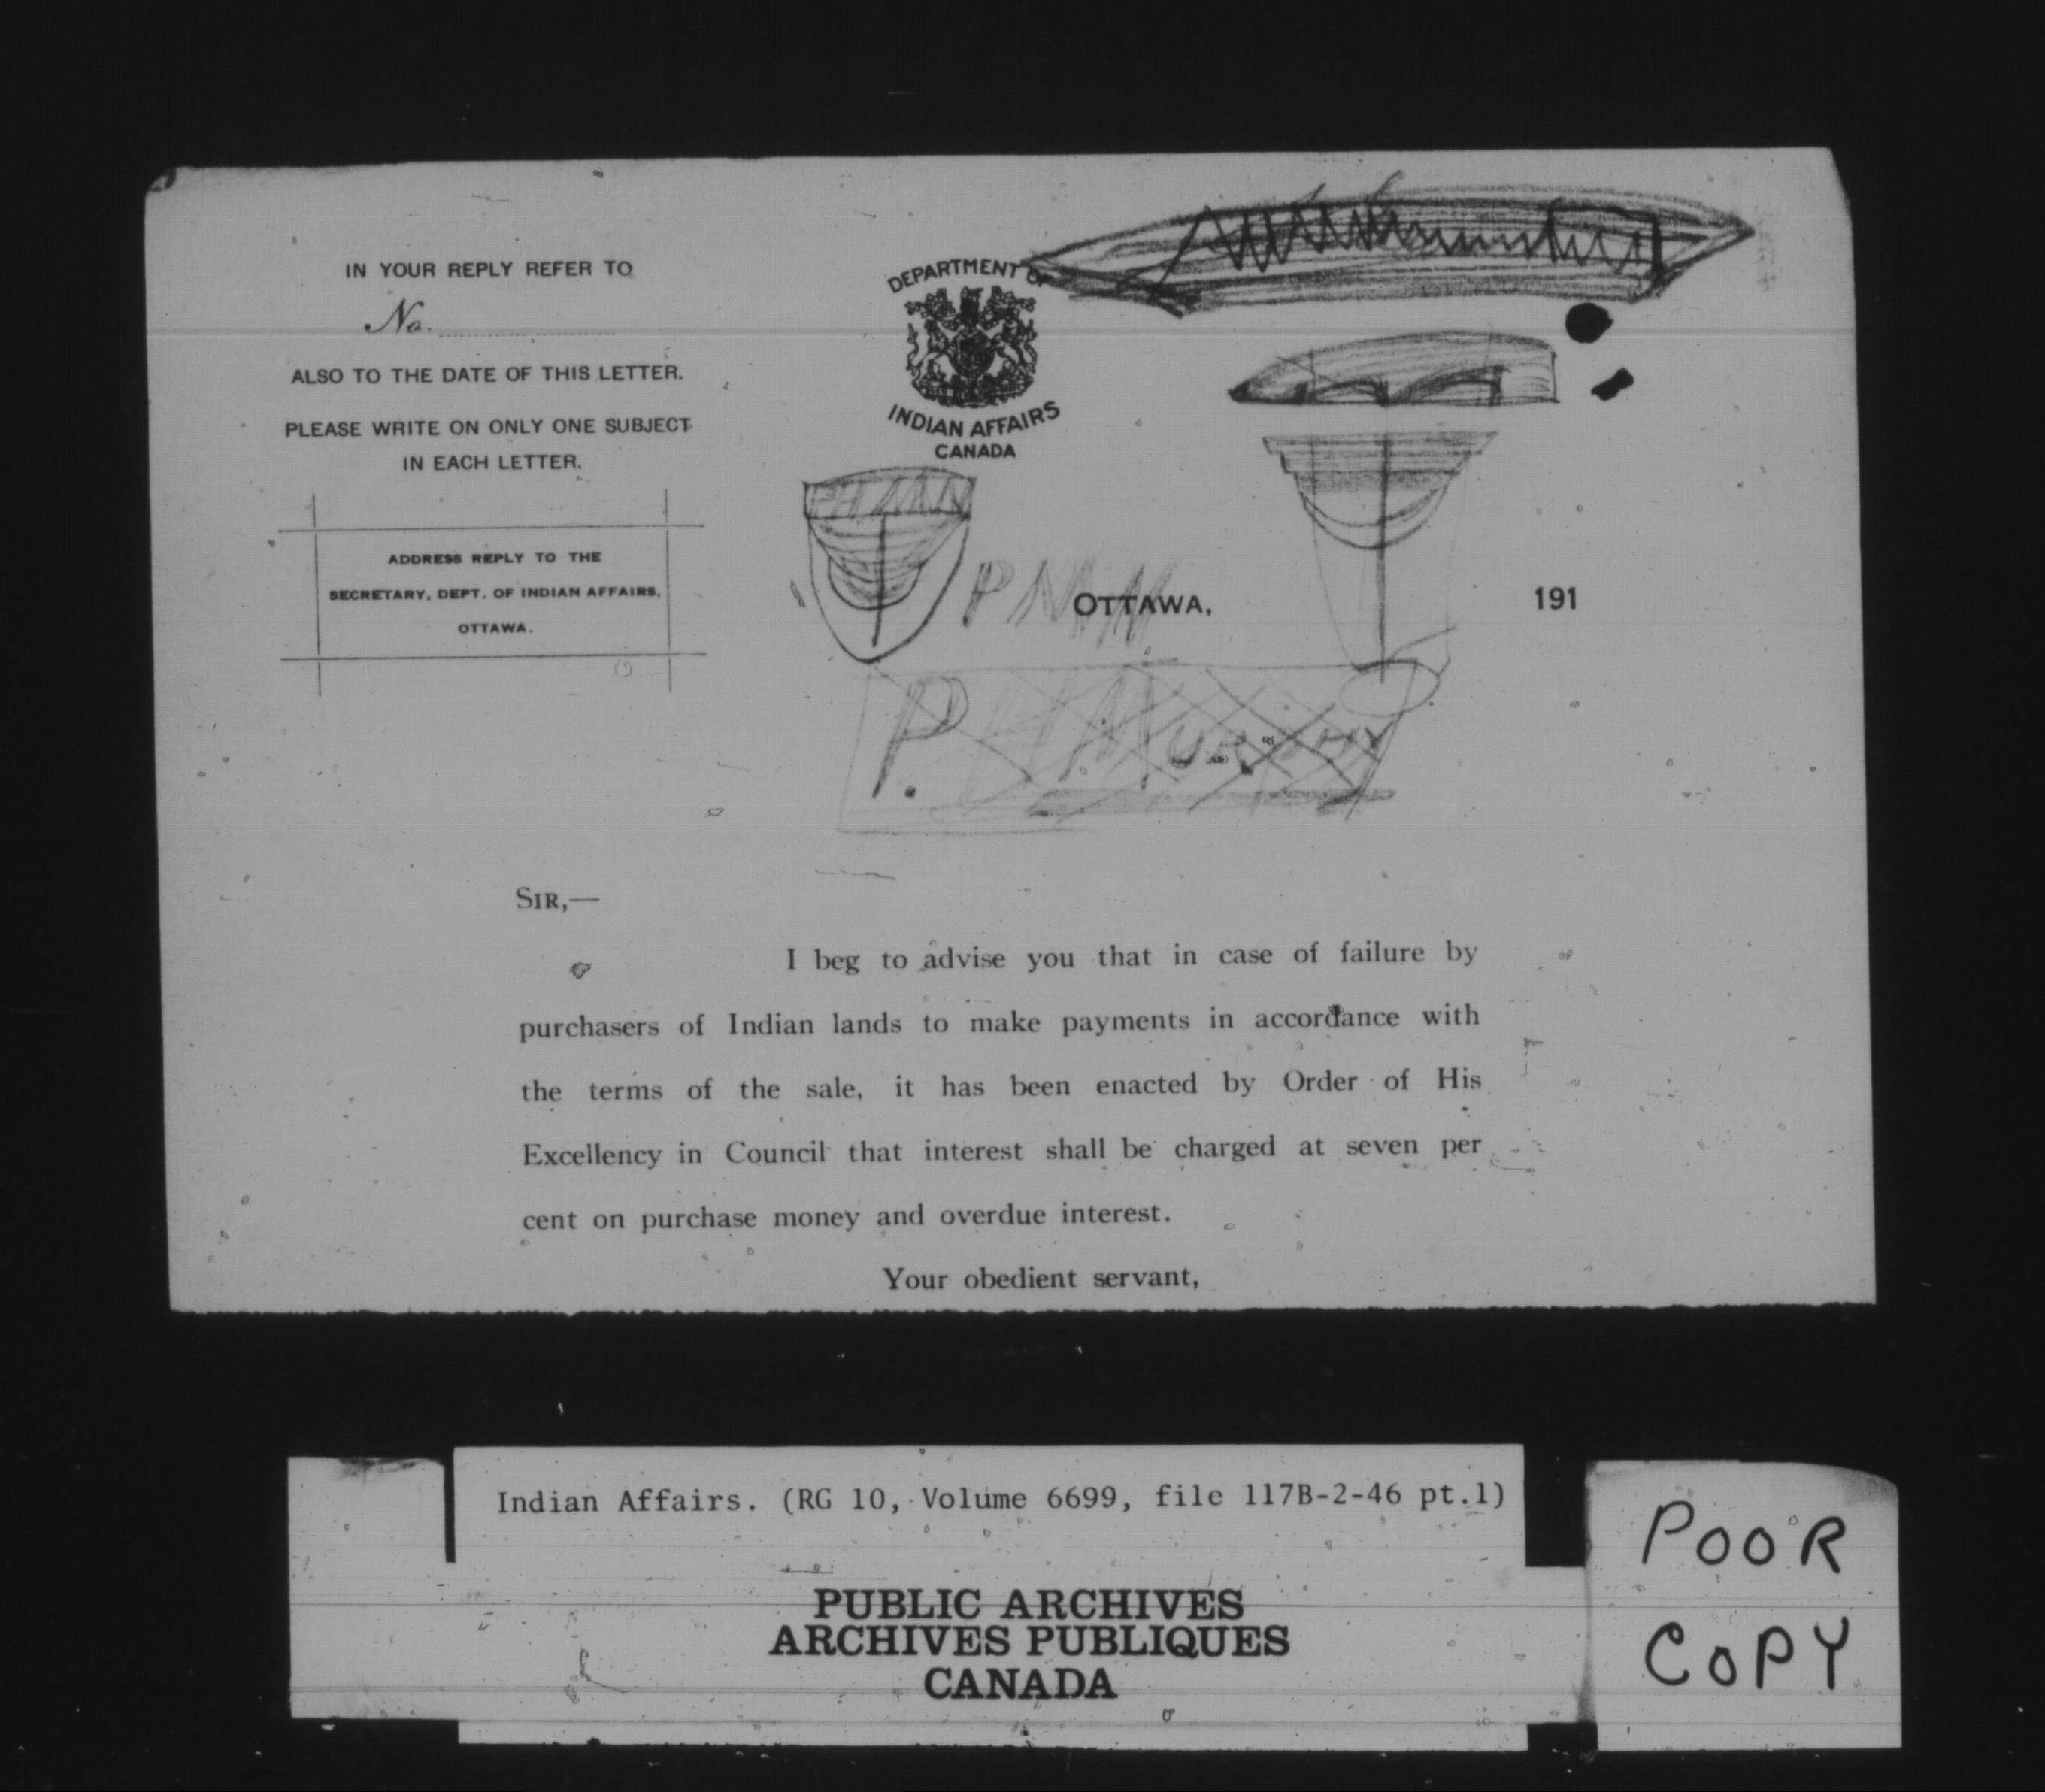 IN YOUR REPLY REFER TO
No.
ALSO TO THE DATE OF THIS LETTER.
PLEASE WRITE ON ONLY ONE SUBJECT
IN EACH LETTER.
ADDRESS REPLY TO THE
SECRETARY, DEPT. OF INDIAN AFFAIRS,
OTTAWA.
DEPARTMENT OF
INDIAN AFFAIRS
CANADA
OTTAWA, 191
P. H MURPHY
SIR,—
I beg to advise you that in case of failure by
purchasers of Indian lands to make payments in accordance with
the terms of the sale, it has been enacted by Order of His
Excellency in Council that interest shall be charged at seven per
cent on purchase money and overdue interest.
Your obedient servant,
Indian Affairs. (RG 10, Volume 6699, file 117B-2-46 pt.1)
PUBLIC ARCHIVES
ARCHIVES PUBLIQUES
CANADA
POOR
COPY